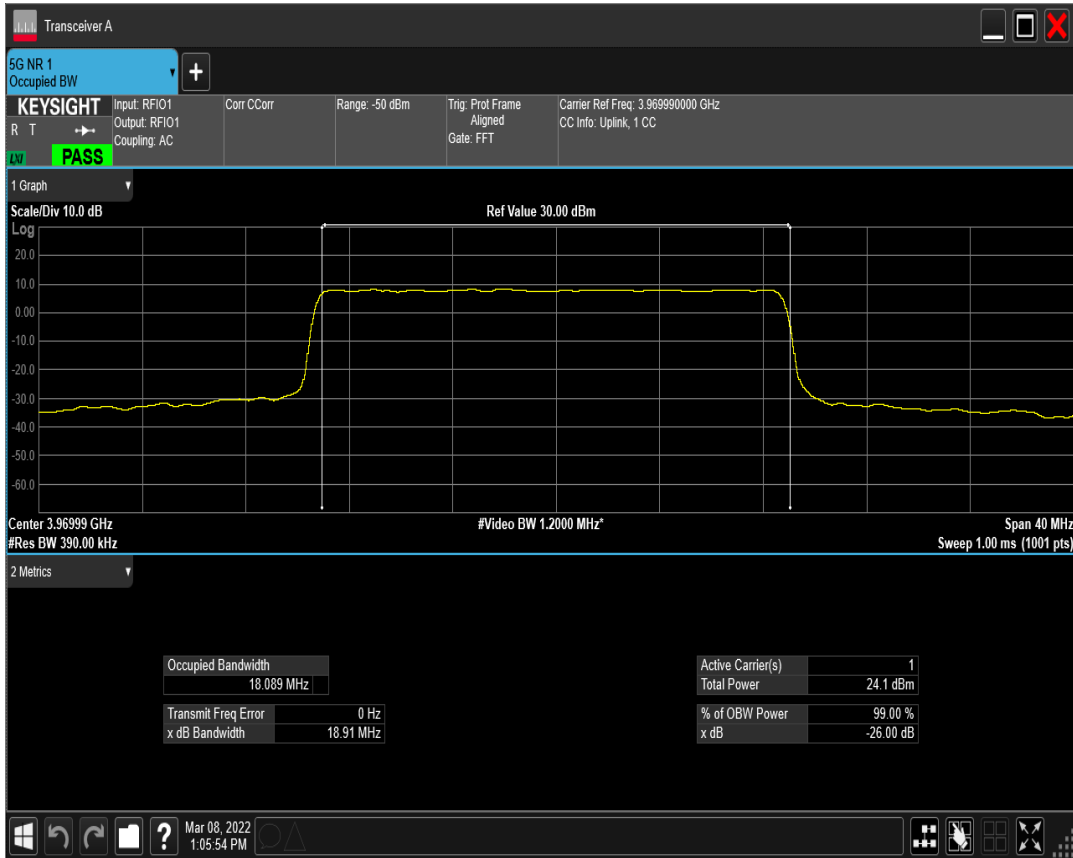 Transceiver A
5G NR 1
Occupied BW
+
KEYSIGHT
R T
LXI
PASS
Input: RFIO1
Output: RFIO1
Coupling: AC
Corr CCorr
Range: -50 dBm
Trig: Prot Frame
Aligned
Gate: FFT
Carrier Ref Freq: 3.969990000 GHz
CC Info: Uplink, 1 CC
1 Graph
Scale/Div 10.0 dB
Ref Value 30.00 dBm
Log
20.0
10.0
0.00
-10.0
-20.0
-30.0
-40.0
-50.0
-60.0
Center 3.96999 GHz
#Video BW 1.2000 MHz*
Span 40 MHz
#Res BW 390.00 kHz
Sweep 1.00 ms (1001 pts)
2 Metrics
Occupied Bandwidth
18.089 MHz
Transmit Freq Error 0 Hz
x dB Bandwidth 18.91 MHz
Active Carrier(s) 1
Total Power 24.1 dBm
% of OBW Power 99.00 %
x dB -26.00 dB
?
Mar 08, 2022
1:05:54 PM